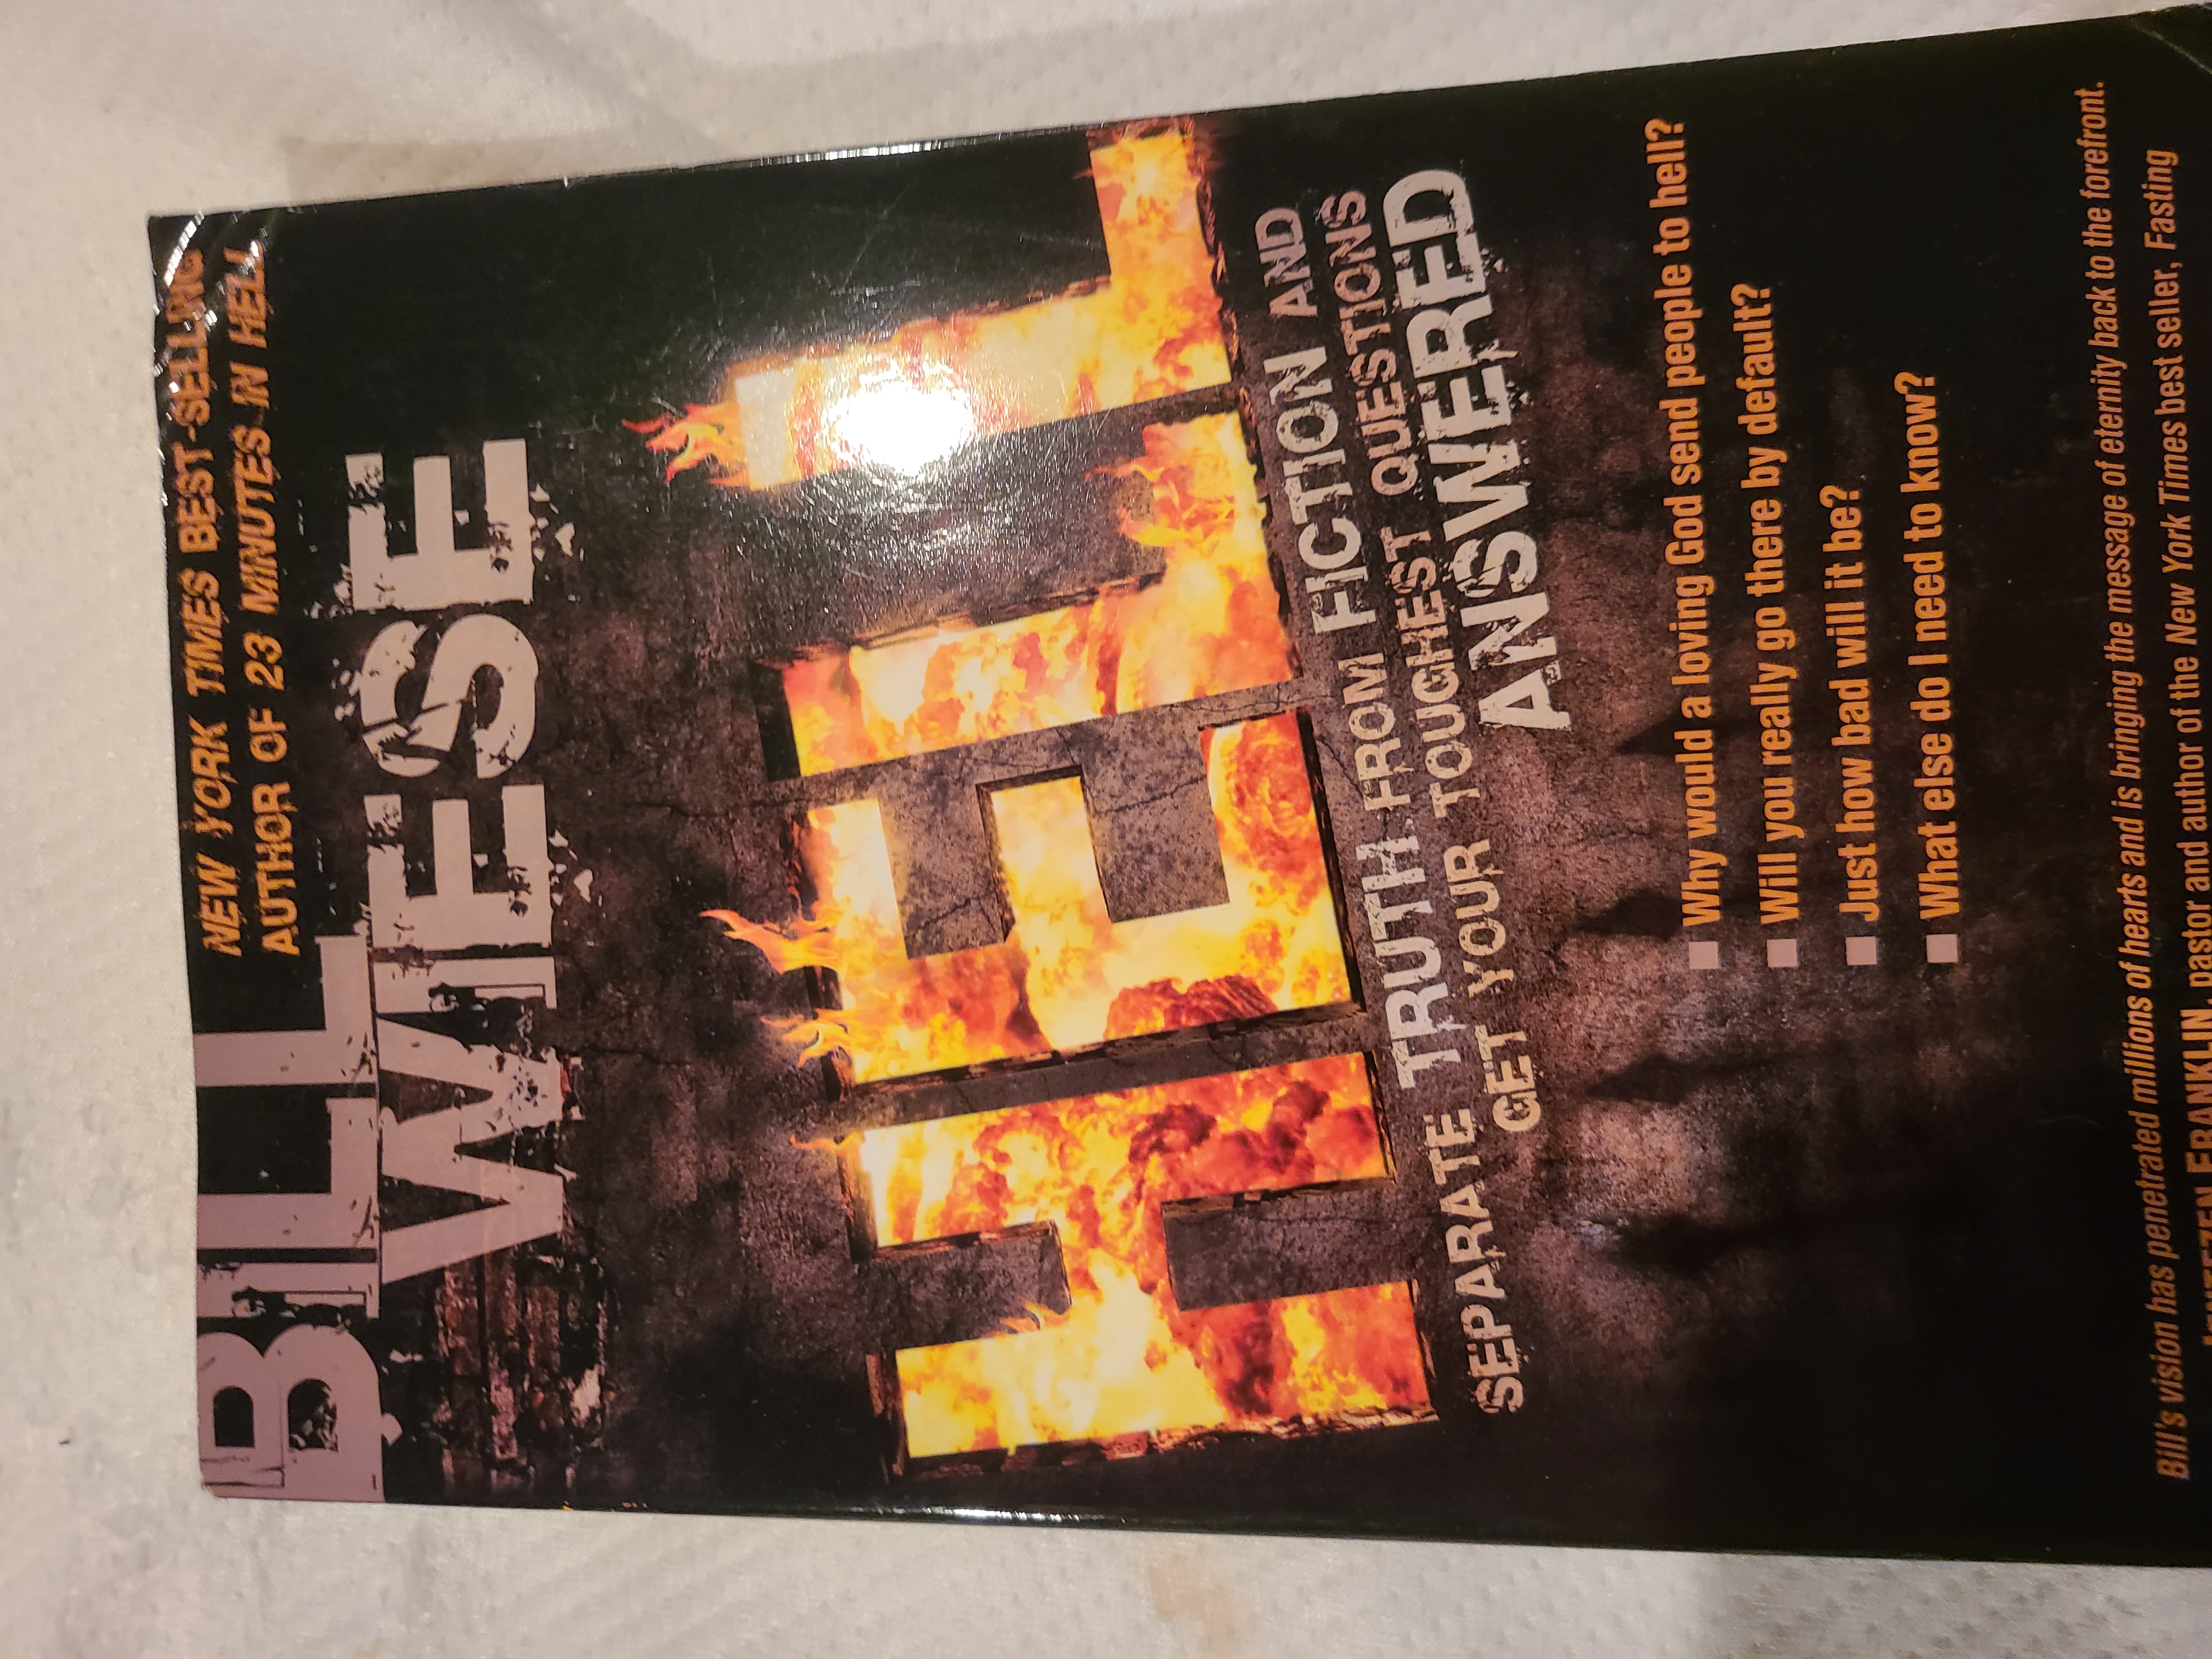 BILL
NEW YORK TIMES BEST-SELLING
AUTHOR OF 23 MINUTES IN HELL
WIESE
HELL
SEPARATE TRUTH FROM FICTION AND
GET YOUR TOUGHEST QUESTIONS
ANSWERED
■ Why would a loving God send people to hell?
■ Will you really go there by default?
■ Just how bad will it be?
■ What else do I need to know?
Bill's vision has penetrated millions of hearts and is bringing the message of eternity back to the forefront.
JENTEZEN FRANKLIN, pastor and author of the New York Times best seller, Fasting